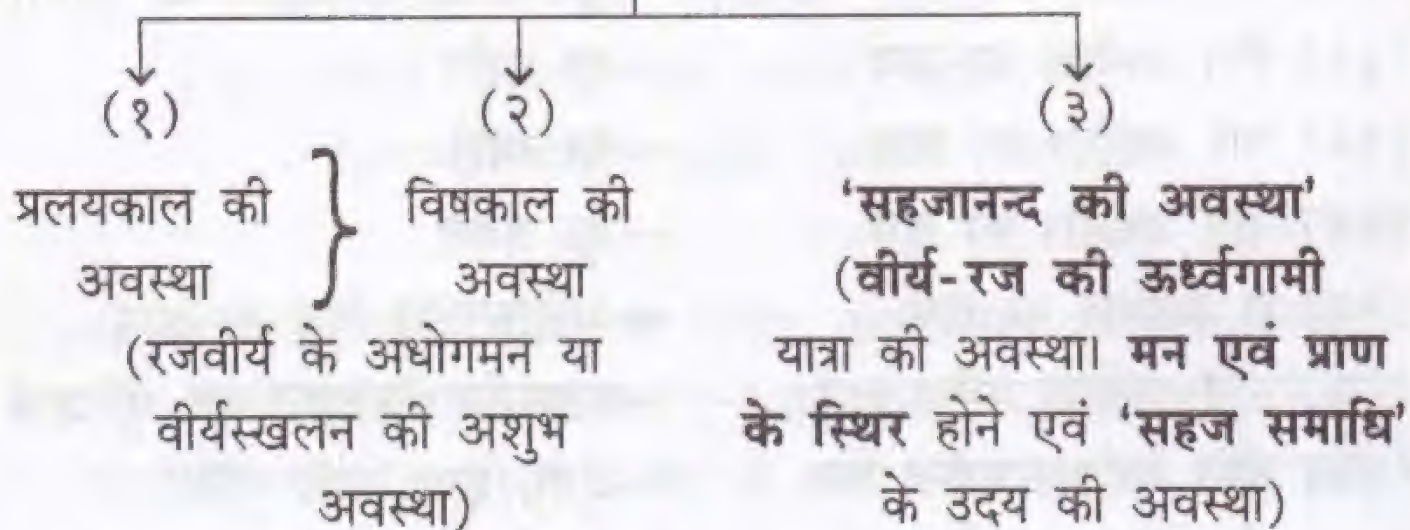 (१) (२) (३)
प्रलयकाल की } विषकाल की
अवस्था अवस्था
(रजवीर्य के अधोगमन या
वीर्यस्खलन की अशुभ
अवस्था)
‘सहजानन्द की अवस्था’
(वीर्य-रज की ऊर्ध्वगामी
यात्रा की अवस्था। मन एवं प्राण
के स्थिर होने एवं ‘सहज समाधि’
के उदय की अवस्था)